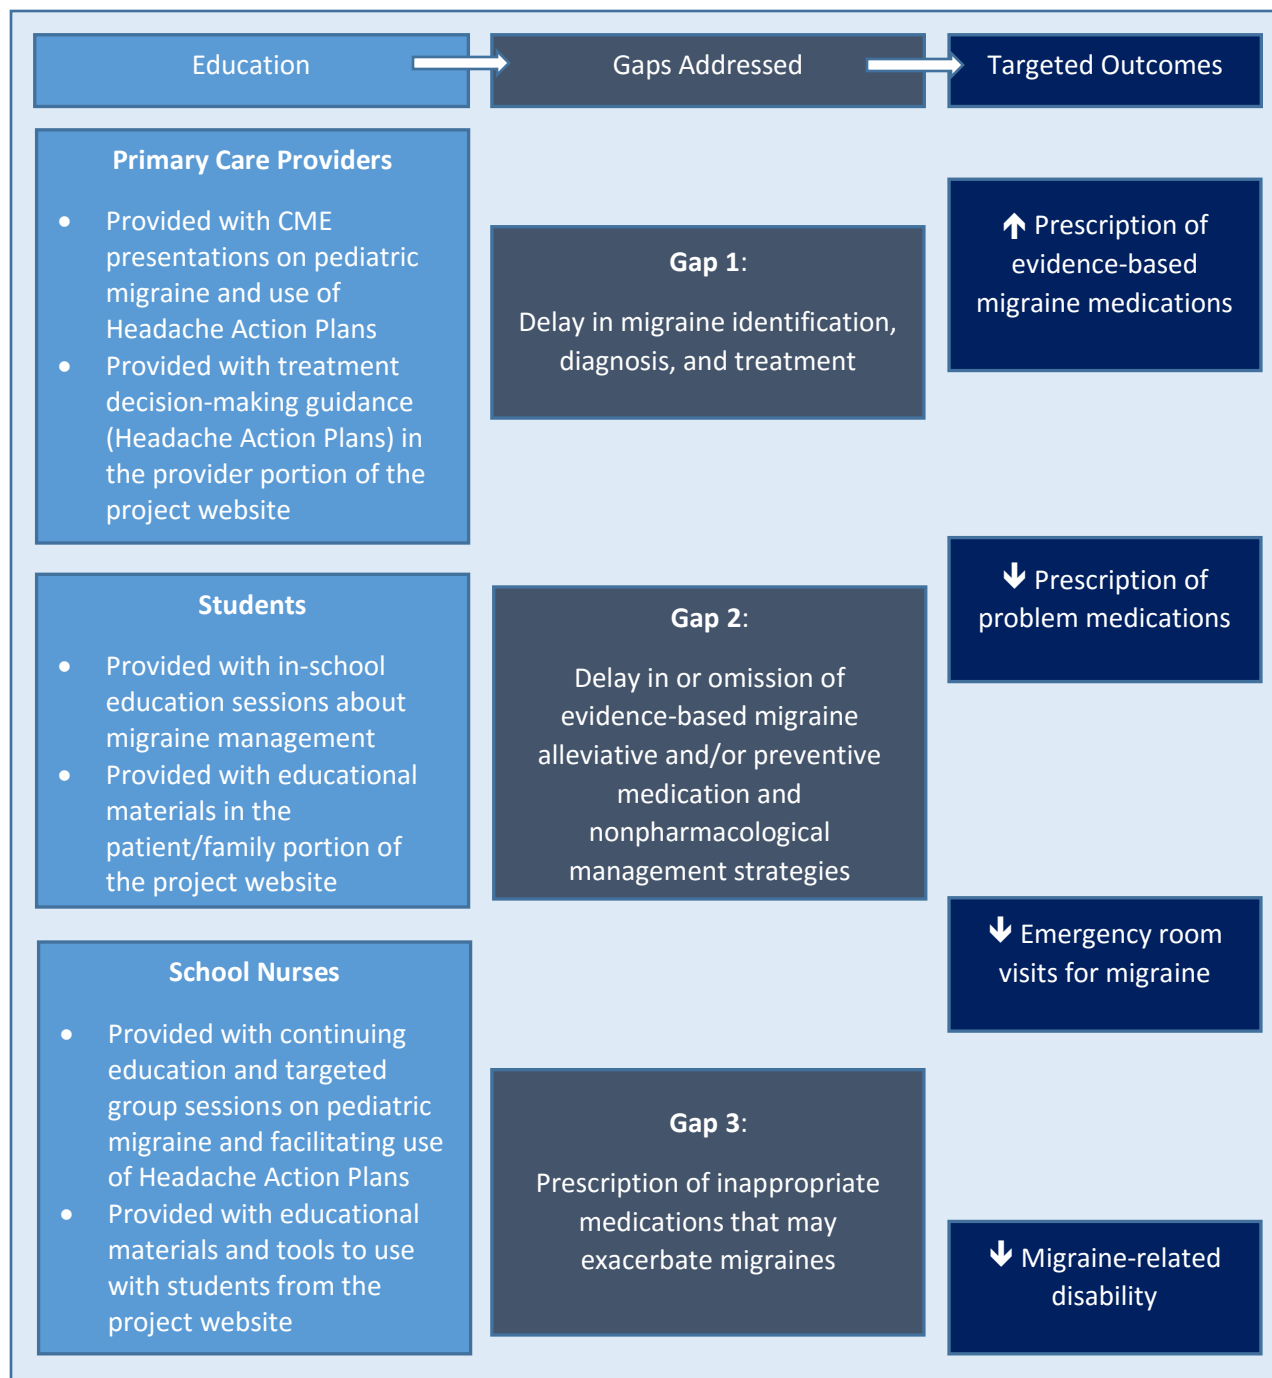 Education
Gaps Addressed
Targeted Outcomes
Primary Care Providers
• Provided with CME
presentations on pediatric
migraine and use of
Headache Action Plans
• Provided with treatment
decision-making guidance
(Headache Action Plans) in
the provider portion of the
project website
Students
• Provided with in-school
education sessions about
migraine management
• Provided with educational
materials in the
patient/family portion of
the project website
School Nurses
• Provided with continuing
education and targeted
group sessions on pediatric
migraine and facilitating use
of Headache Action Plans
• Provided with educational
materials and tools to use
with students from the
project website
Gap 1:
Delay in migraine identification,
diagnosis, and treatment
Gap 2:
Delay in or omission of
evidence-based migraine
alleviative and/or preventive
medication and
nonpharmacological
management strategies
Gap 3:
Prescription of inappropriate
medications that may
exacerbate migraines
↑ Prescription of
evidence-based
migraine medications
↓ Prescription of
problem medications
↓ Emergency room
visits for migraine
↓ Migraine-related
disability